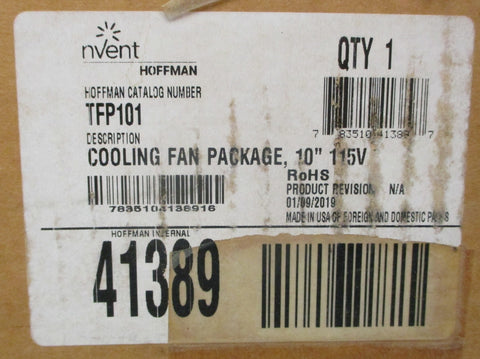 nVent
HOFFMAN
QTY 1
HOFFMAN CATALOG NUMBER
TFP101
7 83510 41389 7
DESCRIPTION
COOLING FAN PACKAGE, 10" 115V
RoHS
PRODUCT REVISION N/A
01/09/2019
7835104138916
MADE IN USA OF FOREIGN AND DOMESTIC PARTS
HOFFMAN INTERNAL
41389